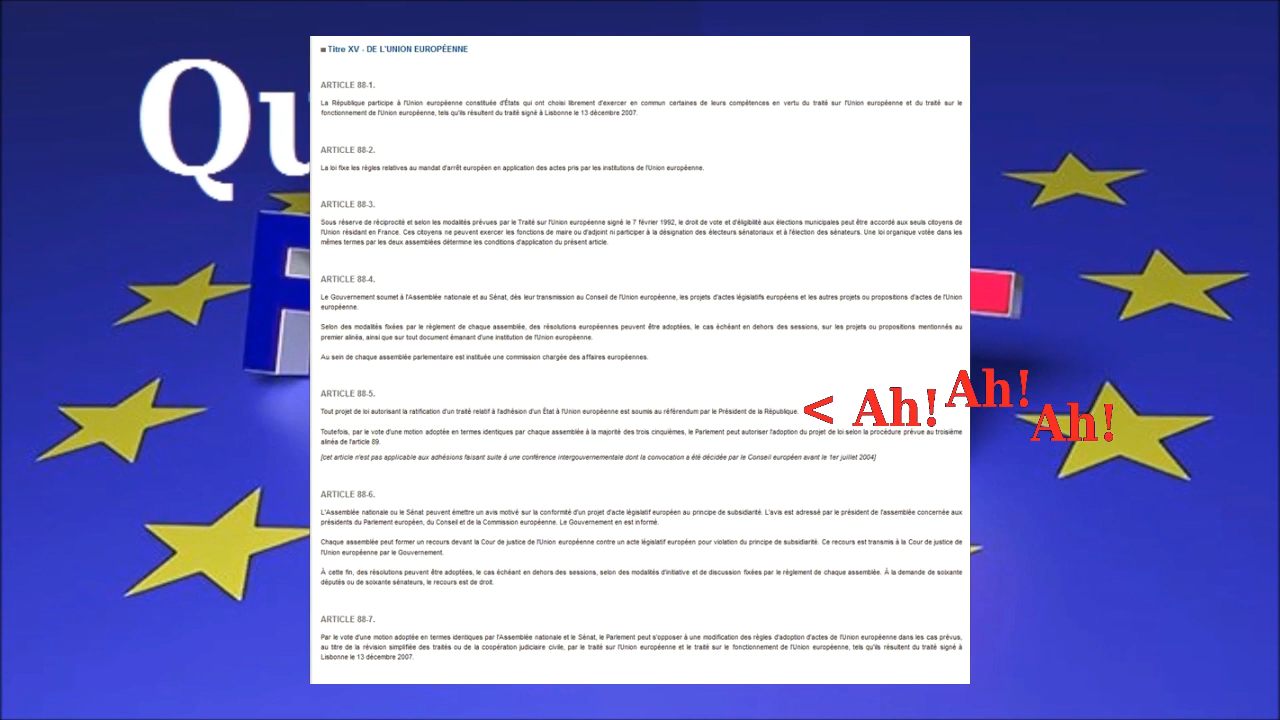 Qu
Titre XV - DE L'UNION EUROPÉENNE
ARTICLE 88-1.
La République participe à l'Union européenne constituée d'États qui ont choisi librement d'exercer en commun certaines de leurs compétences en vertu du traité sur l'Union européenne et du traité sur le
fonctionnement de l'Union européenne, tels qu'ils résultent du traité signé à Lisbonne le 13 décembre 2007.
ARTICLE 88-2.
La loi fixe les règles relatives au mandat d'arrêt européen en application des actes pris par les institutions de l'Union européenne.
ARTICLE 88-3.
Sous réserve de réciprocité et selon les modalités prévues par le Traité sur l'Union européenne signé le 7 février 1992, le droit de vote et d'éligibilité aux élections municipales peut être accordé aux seuls citoyens de
l'Union résidant en France. Ces citoyens ne peuvent exercer les fonctions de maire ou d'adjoint ni participer à la désignation des électeurs sénatoriaux et à l'élection des sénateurs. Une loi organique votée dans les
mêmes termes par les deux assemblées détermine les conditions d'application du présent article.
ARTICLE 88-4.
Le Gouvernement soumet à l'Assemblée nationale et au Sénat, dès leur transmission au Conseil de l'Union européenne, les projets d'actes législatifs européens et les autres projets ou propositions d'actes de l'Union
européenne.
Selon des modalités fixées par le règlement de chaque assemblée, des résolutions européennes peuvent être adoptées, le cas échéant en dehors des sessions, sur les projets ou propositions mentionnés au
premier alinéa, ainsi que sur tout document émanant d'une institution de l'Union européenne.
Au sein de chaque assemblée parlementaire est instituée une commission chargée des affaires européennes.
ARTICLE 88-5.
Tout projet de loi autorisant la ratification d'un traité relatif à l'adhésion d'un État à l'Union européenne est soumis au référendum par le Président de la République.
< Ah! Ah! Ah!
Toutefois, par le vote d'une motion adoptée en termes identiques par chaque assemblée à la majorité des trois cinquièmes, le Parlement peut autoriser l'adoption du projet de loi selon la procédure prévue au troisième
alinéa de l'article 89.
[cet article n'est pas applicable aux adhésions faisant suite à une conférence intergouvernementale dont la convocation a été décidée par le Conseil européen avant le 1er juillet 2004]
ARTICLE 88-6.
L'Assemblée nationale ou le Sénat peuvent émettre un avis motivé sur la conformité d'un projet d'acte législatif européen au principe de subsidiarité. L'avis est adressé par le président de l'assemblée concernée aux
présidents du Parlement européen, du Conseil et de la Commission européenne. Le Gouvernement en est informé.
Chaque assemblée peut former un recours devant la Cour de justice de l'Union européenne contre un acte législatif européen pour violation du principe de subsidiarité. Ce recours est transmis à la Cour de justice de
l'Union européenne par le Gouvernement.
À cette fin, des résolutions peuvent être adoptées, le cas échéant en dehors des sessions, selon des modalités d'initiative et de discussion fixées par le règlement de chaque assemblée. À la demande de soixante
députés ou de soixante sénateurs, le recours est de droit.
ARTICLE 88-7.
Par le vote d'une motion adoptée en termes identiques par l'Assemblée nationale et le Sénat, le Parlement peut s'opposer à une modification des règles d'adoption d'actes de l'Union européenne dans les cas prévus,
au titre de la révision simplifiée des traités ou de la coopération judiciaire civile, par le traité sur l'Union européenne et le traité sur le fonctionnement de l'Union européenne, tels qu'ils résultent du traité signé à
Lisbonne le 13 décembre 2007.